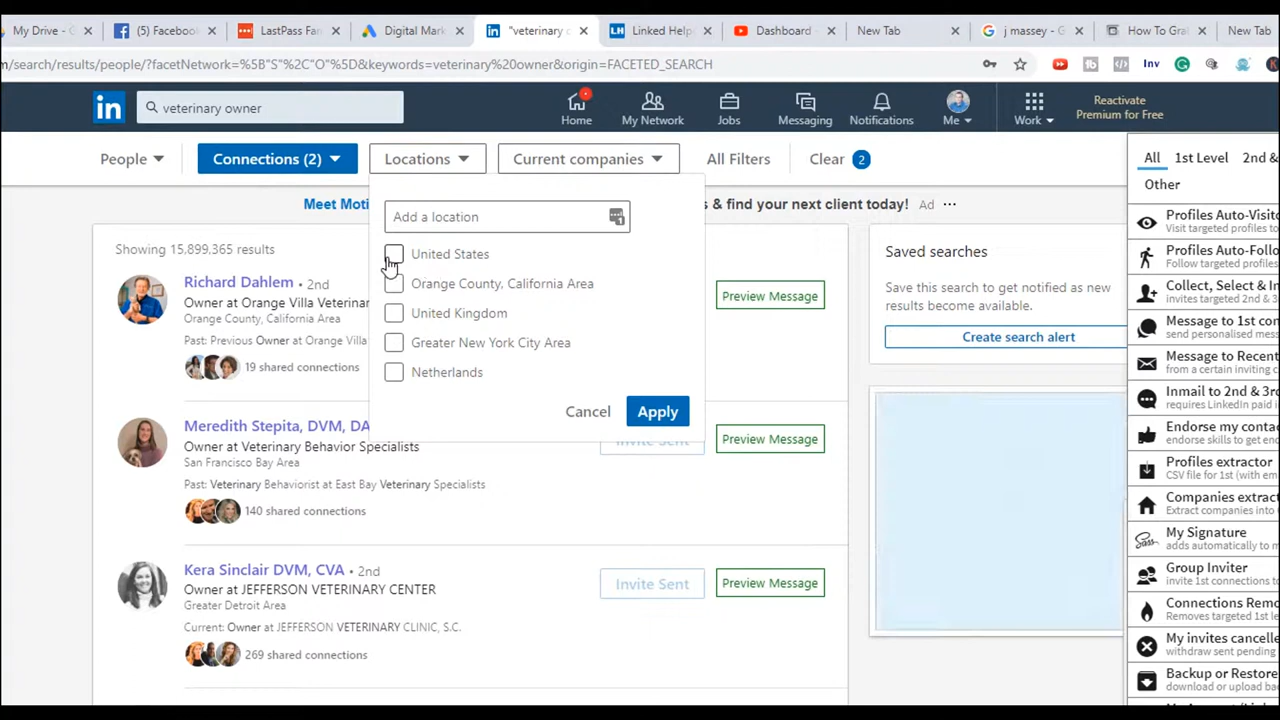 My Drive - G
(5) Facebook
LastPass Fam
Digital Mark
"veterinary o
Linked Help
Dashboard -
New Tab
j massey - G
How To Gra
New Tab
m/search/results/people/?facetNetwork=%5B"S"%2C"O"%5D&keywords=veterinary%20owner&origin=FACETED_SEARCH
Inv
in
veterinary owner
Home
My Network
Jobs
Messaging
Notifications
Me
Work
Reactivate
Premium for Free
People
Connections (2)
Locations
Current companies
All Filters
Clear 2
Meet Moti
s & find your next client today! Ad ···
Add a location
United States
Orange County, California Area
United Kingdom
Greater New York City Area
Netherlands
Cancel
Apply
Showing 15,899,365 results
Richard Dahlem • 2nd
Owner at Orange Villa Veterinar
Orange County, California Area
Past: Previous Owner at Orange Vill
19 shared connections
Preview Message
Meredith Stepita, DVM, DA
Owner at Veterinary Behavior Specialists
San Francisco Bay Area
Past: Veterinary Behaviorist at East Bay Veterinary Specialists
140 shared connections
Invite Sent
Preview Message
Kera Sinclair DVM, CVA • 2nd
Owner at JEFFERSON VETERINARY CENTER
Greater Detroit Area
Current: Owner at JEFFERSON VETERINARY CLINIC, S.C.
269 shared connections
Invite Sent
Preview Message
Saved searches
Save this search to get notified as new
results become available.
Create search alert
All
1st Level
2nd &
Other
Profiles Auto-Visit
Visit targeted profiles to
Profiles Auto-Follo
Follow targeted profiles
Collect, Select & In
invites targeted 2nd & 3
Message to 1st con
send personalised mess
Message to Recent
from a certain inviting c
Inmail to 2nd & 3rd
requires LinkedIn paid i
Endorse my contac
endorse skills to get en
Profiles extractor
CSV file for 1st (with em
Companies extrac
Extract companies into
My Signature
adds automatically to m
Group Inviter
invite 1st connections to
Connections Remo
Removes targeted 1st le
My invites cancelle
withdraw sent pending
Backup or Restore
download or upload dat